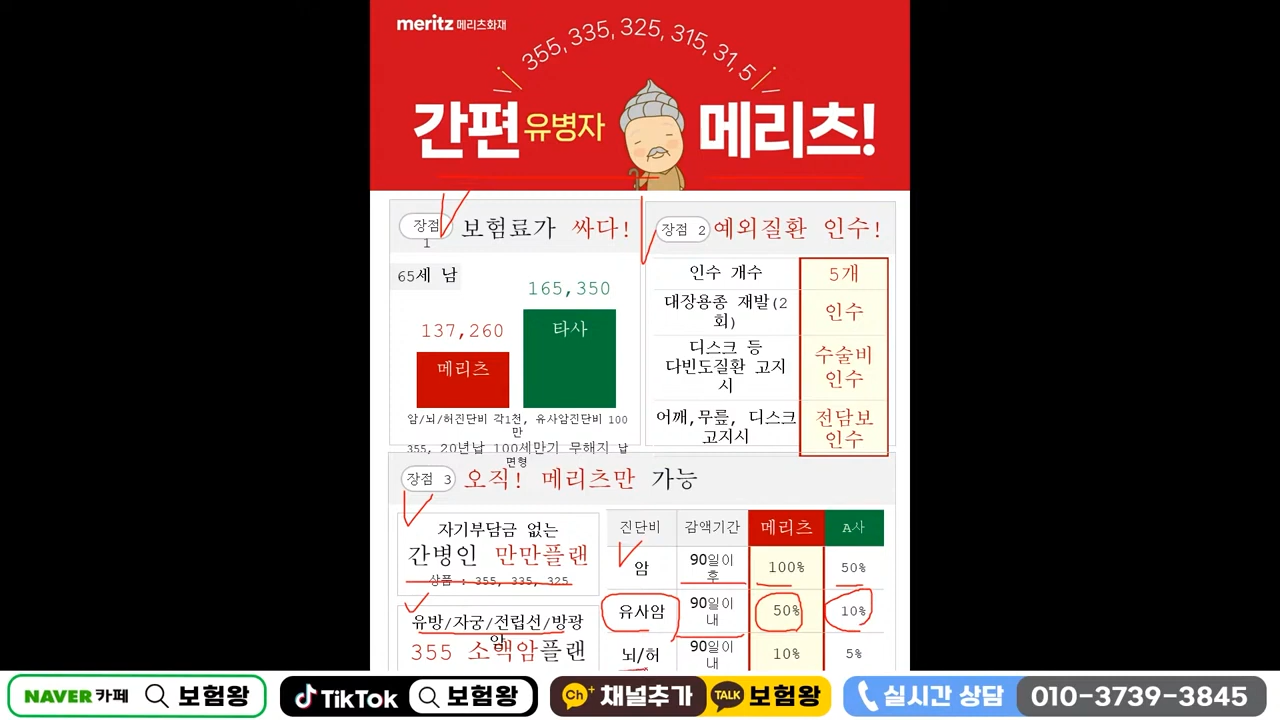 meritz 메리츠화재
355, 335, 325, 315, 31, 5
간편 유병자 메리츠!
장점 1
보험료가 싸다!
65세 남
137,260
메리츠
165,350
타사
암/뇌/허진단비 각1천, 유사암진단비 100
만
355, 20년납 100세만기 무해지 납
면형
장점 2
예외질환 인수!
인수 개수 5개
대장용종 재발(2
회)
인수
디스크 등
다빈도질환 고지
시
수술비
인수
어깨,무릎, 디스크
고지시
전담보
인수
장점 3
오직! 메리츠만 가능
자기부담금 없는
간병인 만만플랜
상품 : 355, 335, 325
유방/자궁/전립선/방광
암
355 소액암플랜
진단비 감액기간 메리츠 A사
암 90일이
후
100% 50%
유사암 90일이
내
50% 10%
뇌/허 90일이
내
10% 5%
NAVER 카페 보험왕
TikTok 보험왕
Ch+ 채널추가 TALK 보험왕
실시간 상담 010-3739-3845